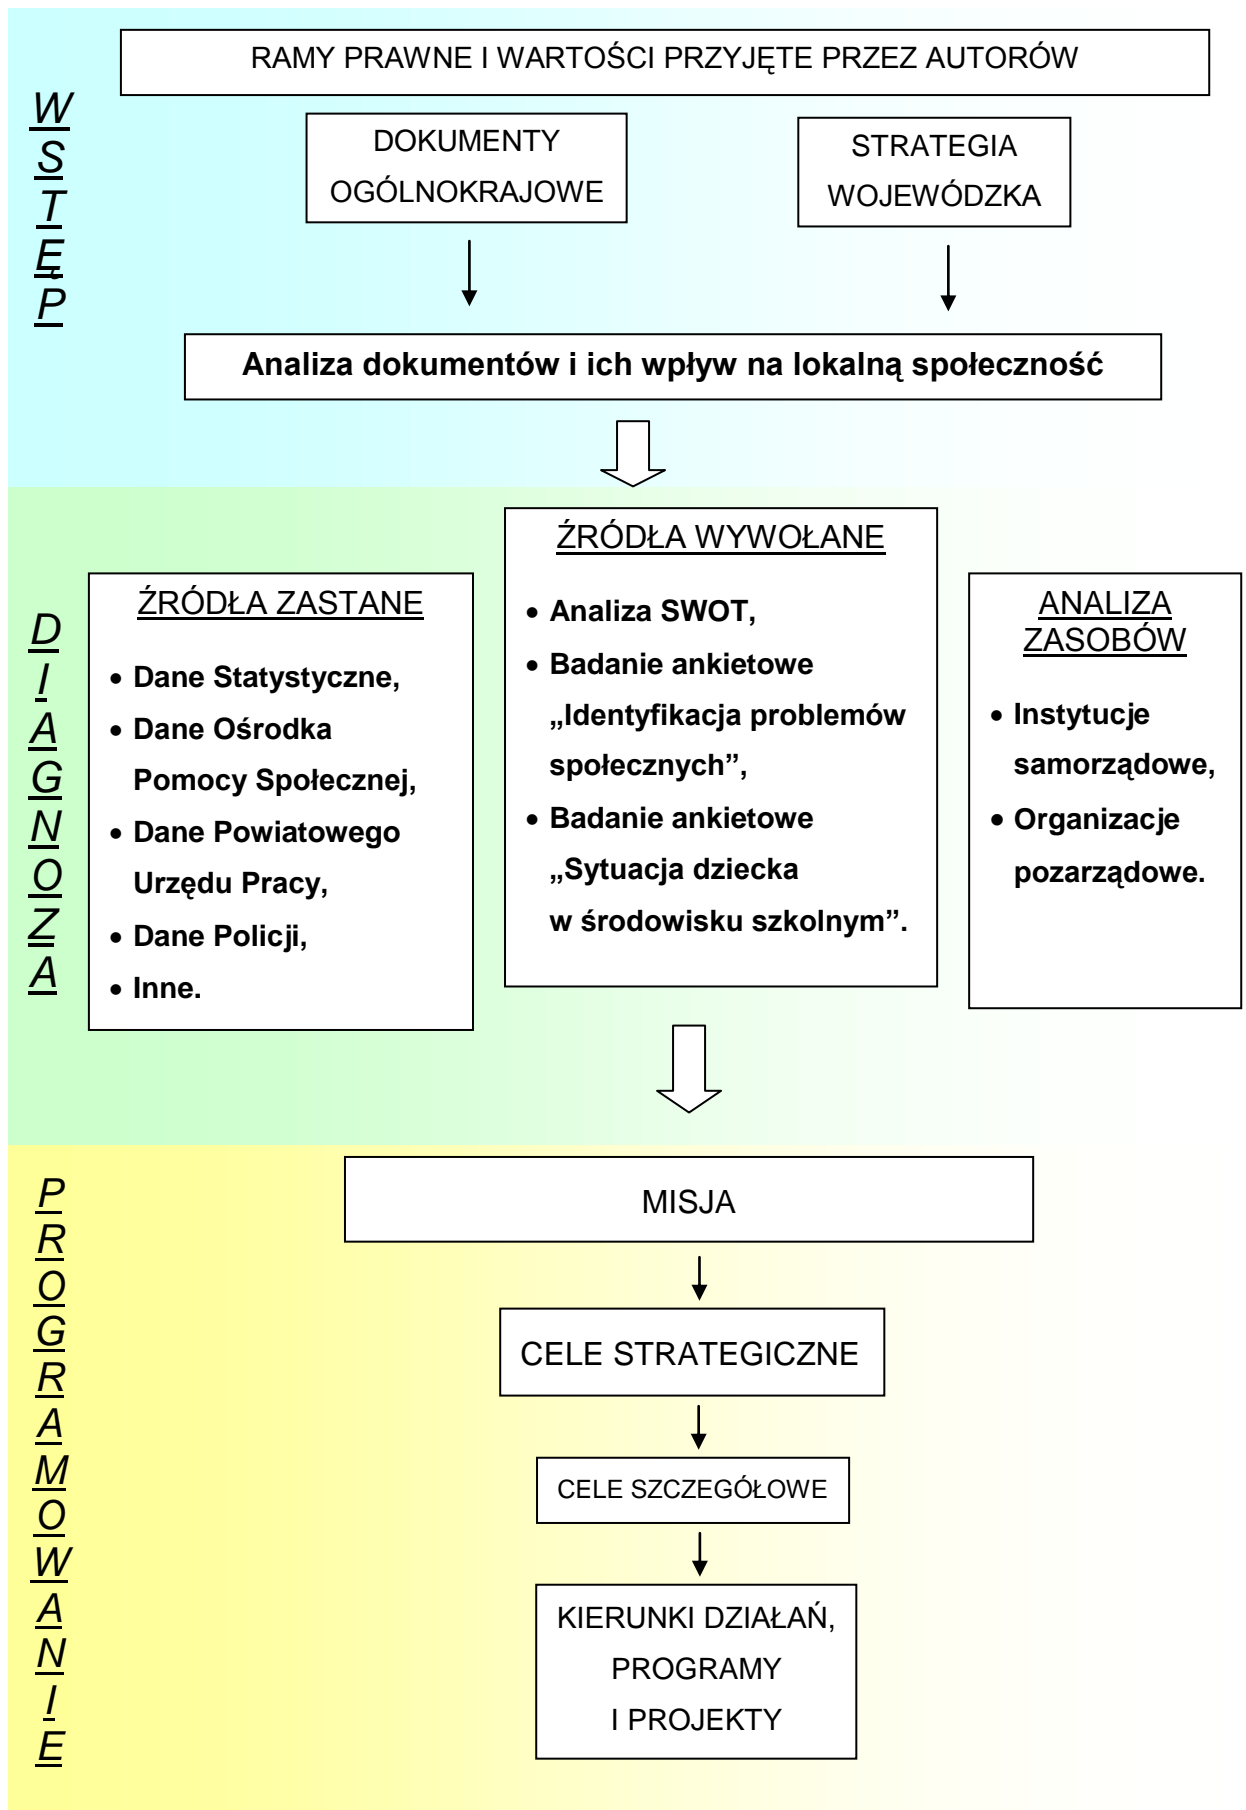 WSTĘP
RAMY PRAWNE I WARTOŚCI PRZYJĘTE PRZEZ AUTORÓW
DOKUMENTY
OGÓLNOKRAJOWE
STRATEGIA
WOJEWÓDZKA
Analiza dokumentów i ich wpływ na lokalną społeczność
DIAGNOZA
ŹRÓDŁA ZASTANE
• Dane Statystyczne,
• Dane Ośrodka
Pomocy Społecznej,
• Dane Powiatowego
Urzędu Pracy,
• Dane Policji,
• Inne.
ŹRÓDŁA WYWOŁANE
• Analiza SWOT,
• Badanie ankietowe
„Identyfikacja problemów
społecznych”,
• Badanie ankietowe
„Sytuacja dziecka
w środowisku szkolnym”.
ANALIZA
ZASOBÓW
• Instytucje
samorządowe,
• Organizacje
pozarządowe.
PROGRAMOWANIE
MISJA
CELE STRATEGICZNE
CELE SZCZEGÓŁOWE
KIERUNKI DZIAŁAŃ,
PROGRAMY
I PROJEKTY